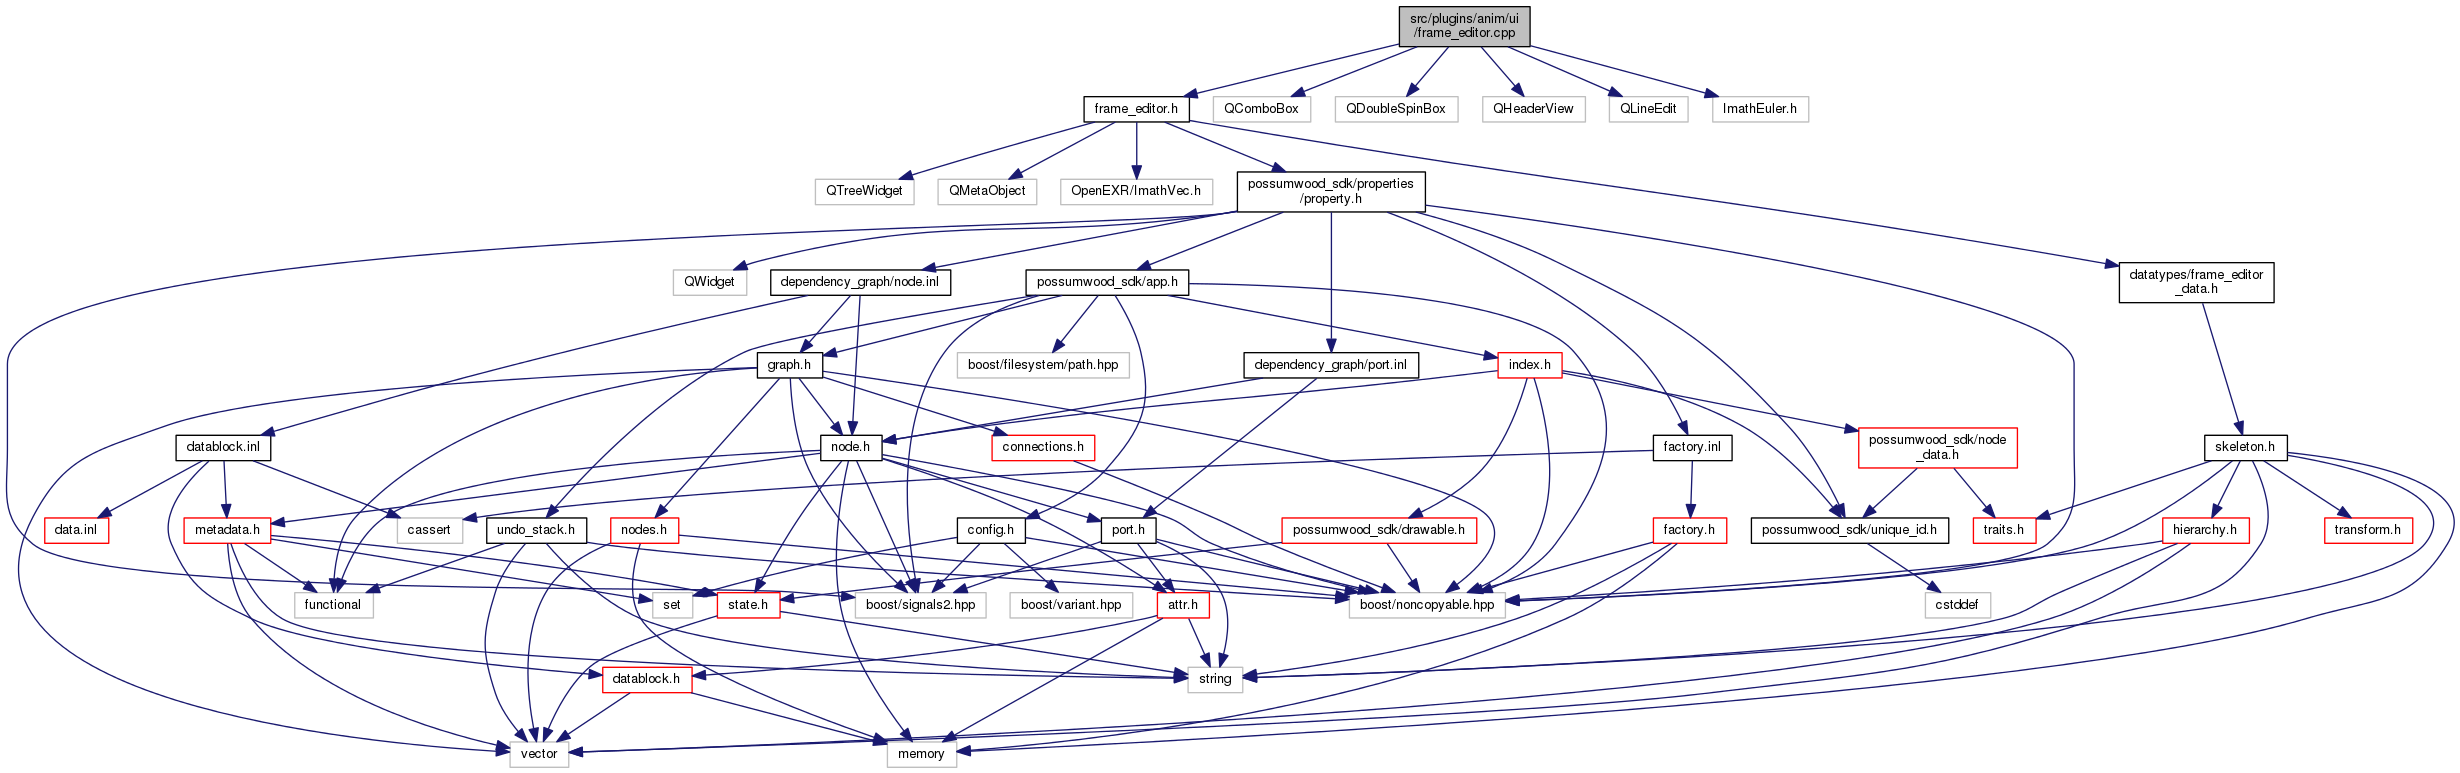 src/plugins/anim/ui
/frame_editor.cpp
frame_editor.h
QComboBox
QDoubleSpinBox
QHeaderView
QLineEdit
ImathEuler.h
QTreeWidget
QMetaObject
OpenEXR/ImathVec.h
possumwood_sdk/properties
/property.h
QWidget
dependency_graph/node.inl
possumwood_sdk/app.h
datatypes/frame_editor
_data.h
graph.h
boost/filesystem/path.hpp
dependency_graph/port.inl
index.h
datablock.inl
node.h
connections.h
factory.inl
possumwood_sdk/node
_data.h
skeleton.h
data.inl
metadata.h
cassert
undo_stack.h
nodes.h
config.h
port.h
possumwood_sdk/drawable.h
factory.h
possumwood_sdk/unique_id.h
traits.h
hierarchy.h
transform.h
functional
set
state.h
boost/signals2.hpp
boost/variant.hpp
attr.h
boost/noncopyable.hpp
cstddef
datablock.h
string
vector
memory